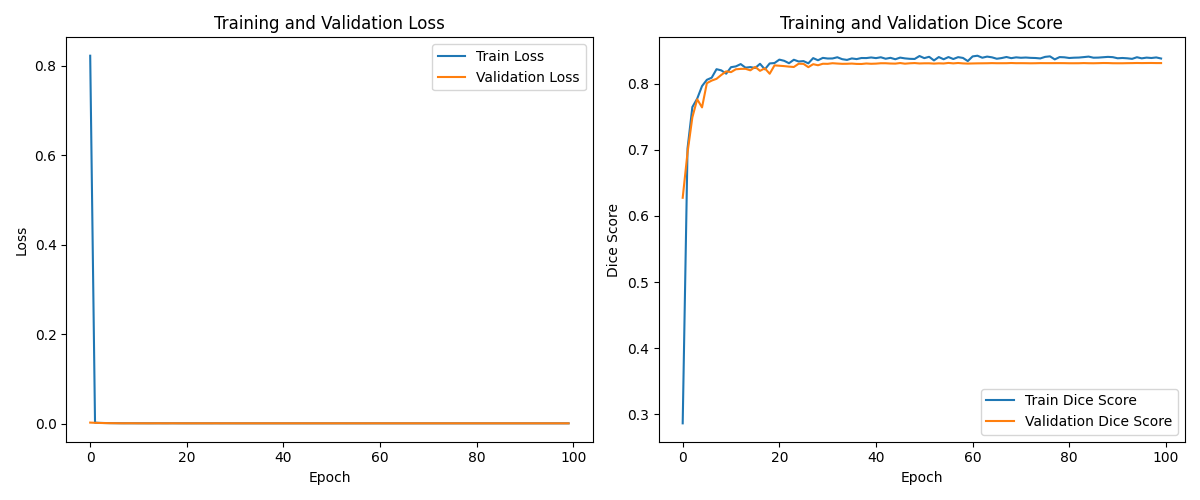 Training and Validation Loss
Train Loss
Validation Loss
0.8
0.6
0.4
0.2
0.0
Loss
0 20 40 60 80 100
Epoch
Training and Validation Dice Score
0.8
0.7
0.6
0.5
0.4
0.3
Dice Score
Train Dice Score
Validation Dice Score
0 20 40 60 80 100
Epoch